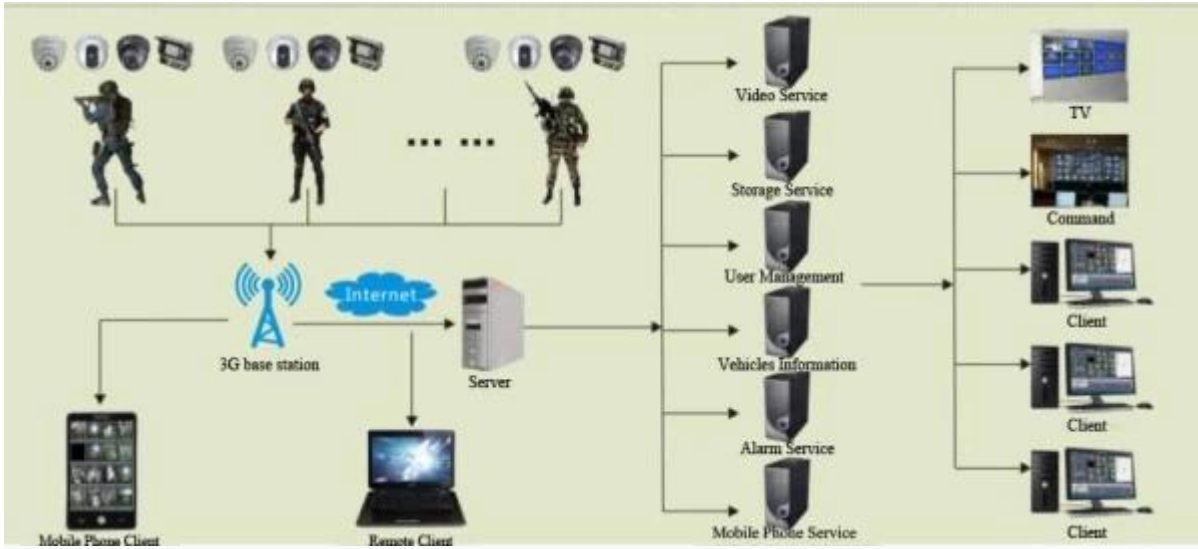 Video Service
TV
Storage Service
Command
User Management
Internet
Client
3G base station
Server
Vehicles Information
Client
Alarm Service
Mobile Phone Client
Remote Client
Mobile Phone Service
Client